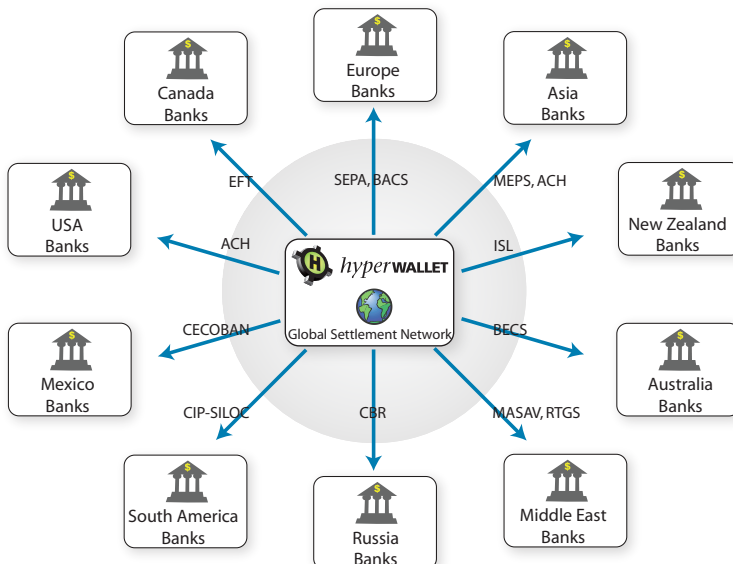 Canada
Banks
Europe
Banks
Asia
Banks
EFT
SEPA, BACS
MEPS, ACH
USA
Banks
New Zealand
Banks
ACH
ISL
H hyperWALLET
Global Settlement Network
CECOBAN
BECS
Mexico
Banks
Australia
Banks
CIP-SILOC
CBR
MASAV, RTGS
South America
Banks
Russia
Banks
Middle East
Banks